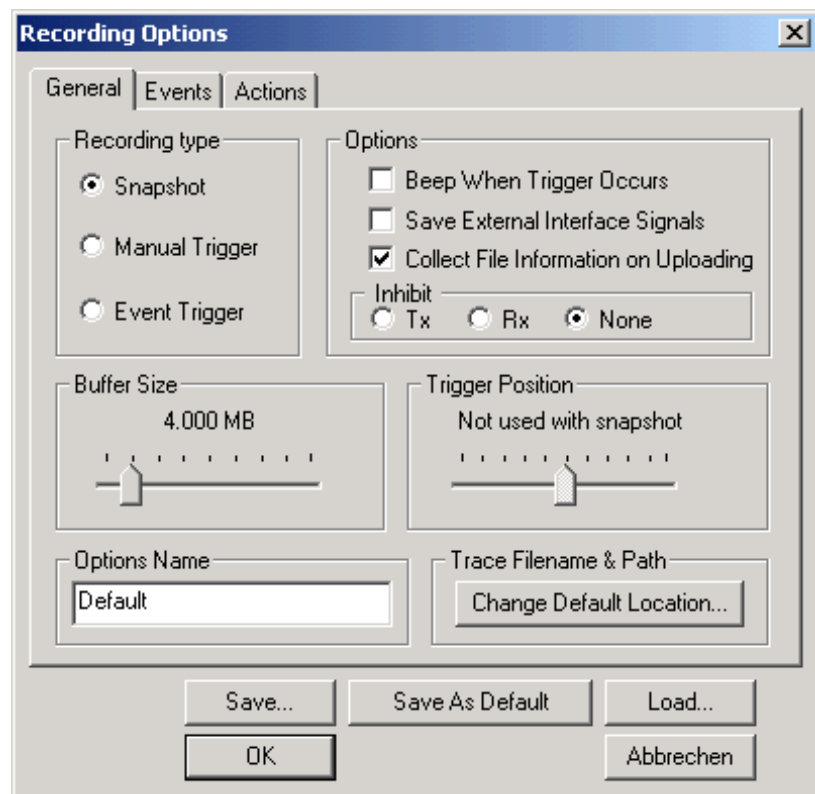 Recording Options
General Events Actions
Recording type
Snapshot
Manual Trigger
Event Trigger
Options
Beep When Trigger Occurs
Save External Interface Signals
Collect File Information on Uploading
Inhibit
Tx Rx None
Buffer Size
4.000 MB
Trigger Position
Not used with snapshot
Options Name
Default
Trace Filename & Path
Change Default Location...
Save... Save As Default Load...
OK Abbrechen